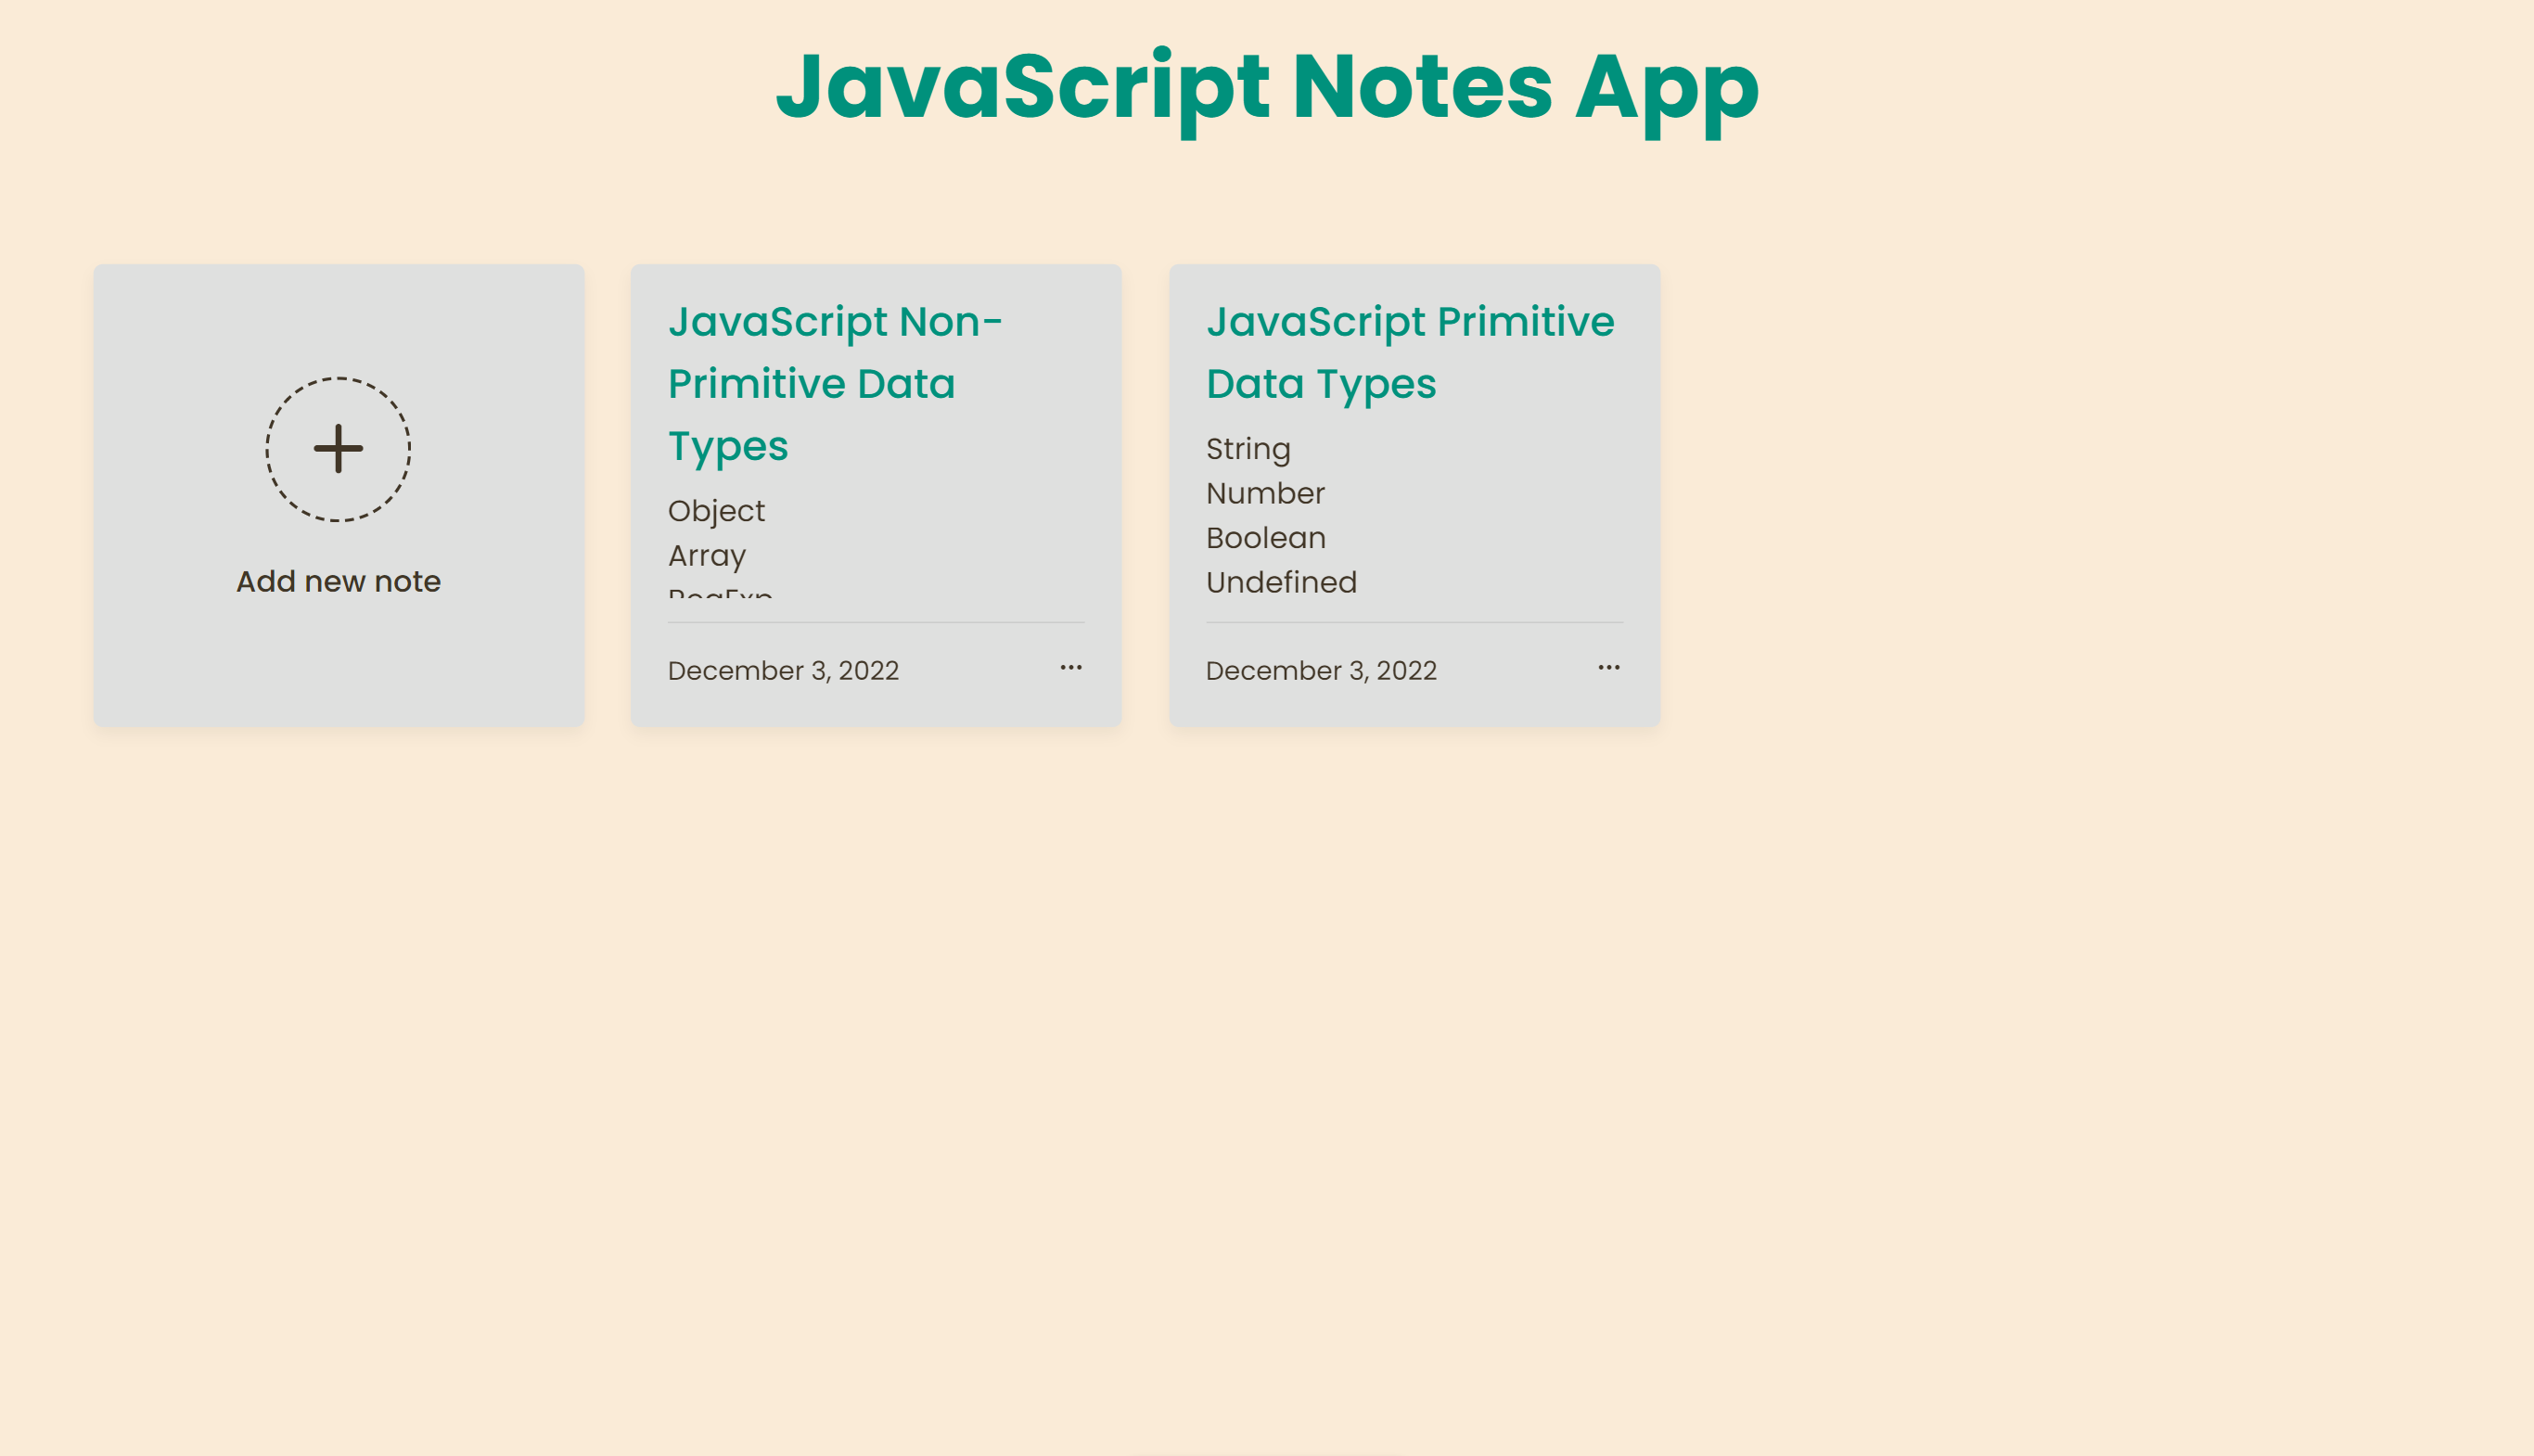 JavaScript Notes App
Add new note
JavaScript Non-
Primitive Data
Types
Object
Array
RegExp
December 3, 2022
JavaScript Primitive
Data Types
String
Number
Boolean
Undefined
December 3, 2022